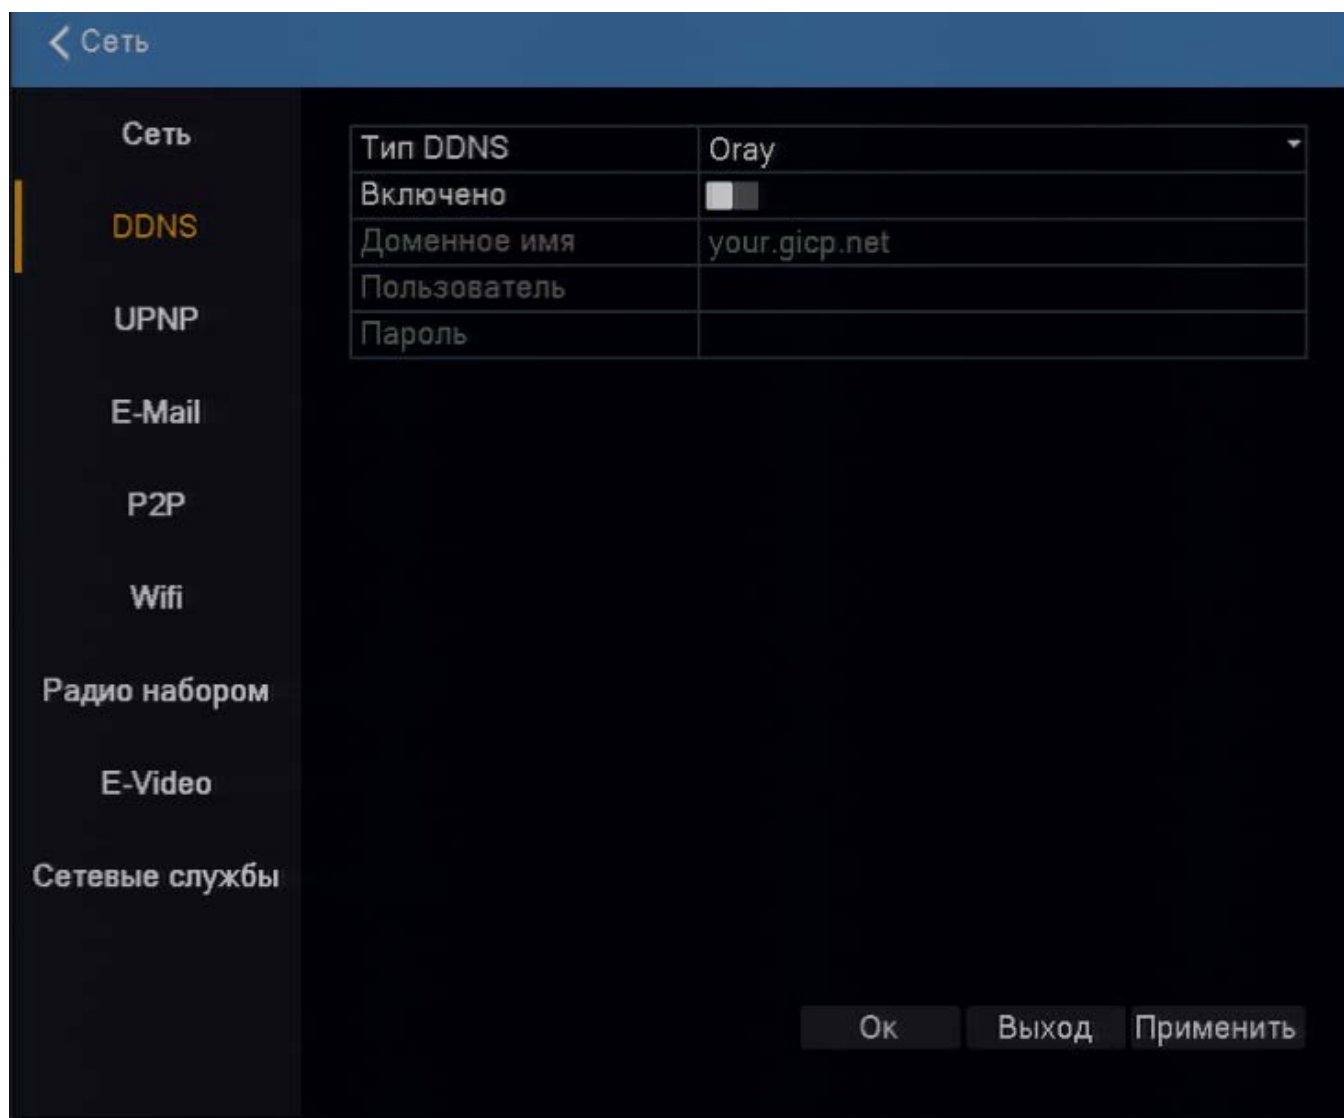 Сеть
Сеть
DDNS
UPNP
E-Mail
P2P
Wifi
Радио набором
E-Video
Сетевые службы
Тип DDNS Oray
Включено
Доменное имя your.gicp.net
Пользователь
Пароль
Ок Выход Применить